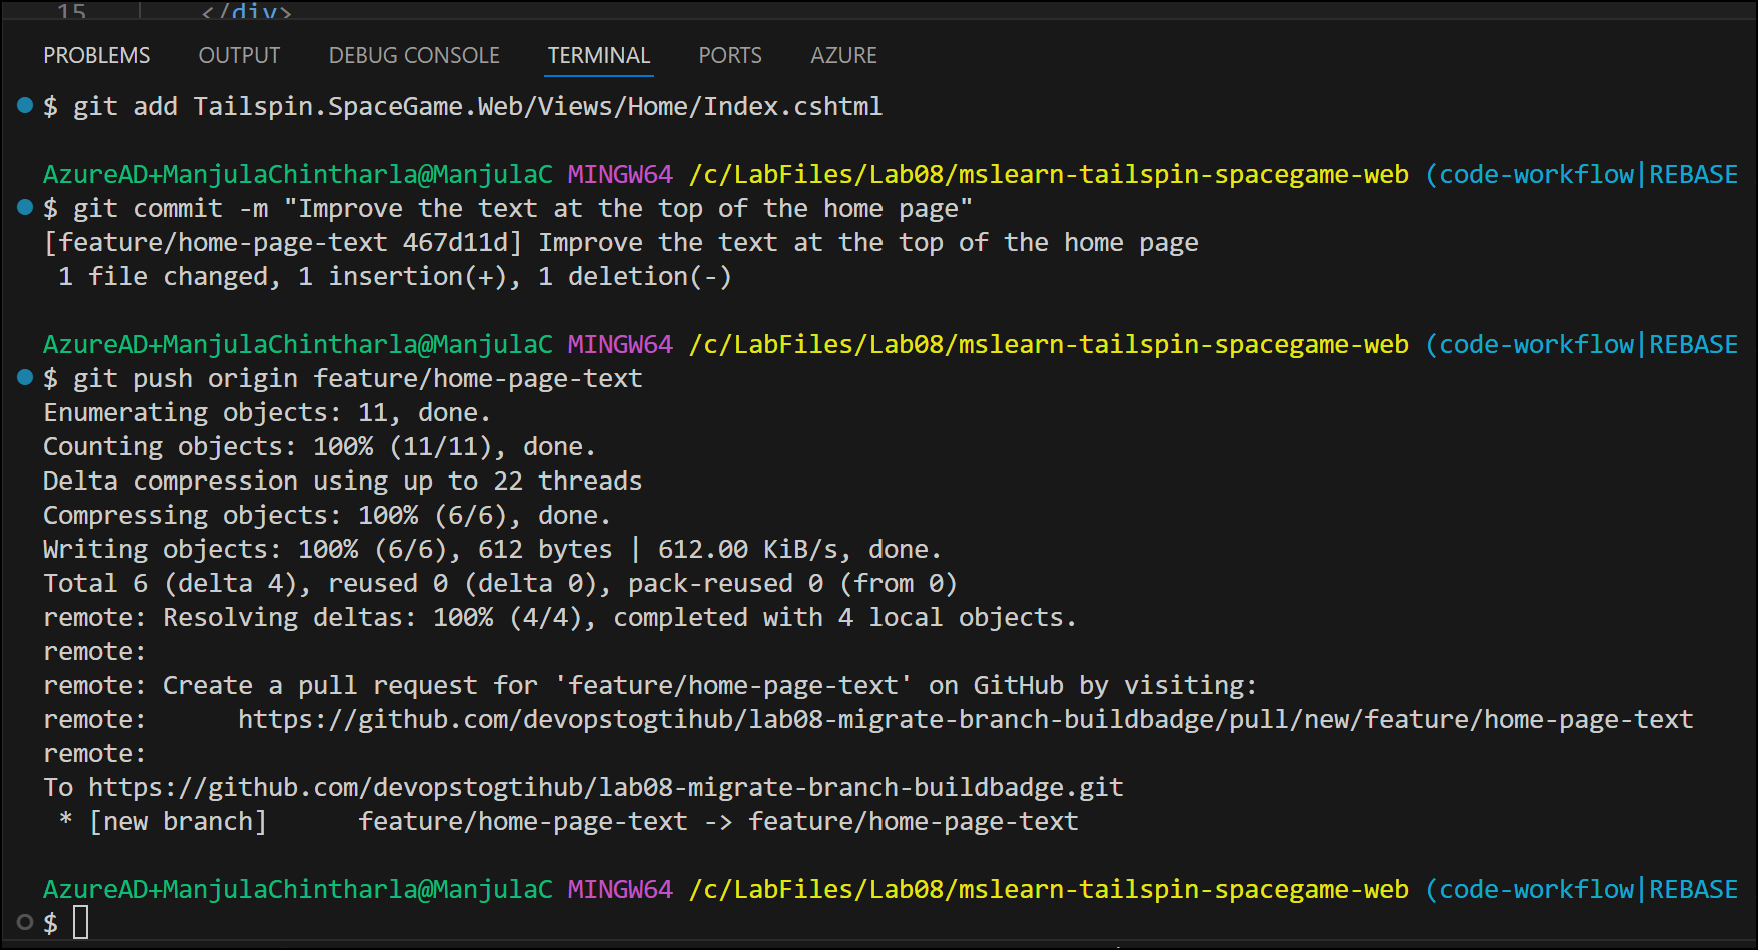 15 </div>
PROBLEMS OUTPUT DEBUG CONSOLE TERMINAL PORTS AZURE
$ git add Tailspin.SpaceGame.Web/Views/Home/Index.cshtml
AzureAD+ManjulaChintharla@ManjulaC MINGW64 /c/LabFiles/Lab08/mslearn-tailspin-spacegame-web (code-workflow|REBASE
$ git commit -m "Improve the text at the top of the home page"
[feature/home-page-text 467d11d] Improve the text at the top of the home page
1 file changed, 1 insertion(+), 1 deletion(-)
AzureAD+ManjulaChintharla@ManjulaC MINGW64 /c/LabFiles/Lab08/mslearn-tailspin-spacegame-web (code-workflow|REBASE
$ git push origin feature/home-page-text
Enumerating objects: 11, done.
Counting objects: 100% (11/11), done.
Delta compression using up to 22 threads
Compressing objects: 100% (6/6), done.
Writing objects: 100% (6/6), 612 bytes | 612.00 KiB/s, done.
Total 6 (delta 4), reused 0 (delta 0), pack-reused 0 (from 0)
remote: Resolving deltas: 100% (4/4), completed with 4 local objects.
remote:
remote: Create a pull request for 'feature/home-page-text' on GitHub by visiting:
remote:      https://github.com/devopstogtihub/lab08-migrate-branch-buildbadge/pull/new/feature/home-page-text
remote:
To https://github.com/devopstogtihub/lab08-migrate-branch-buildbadge.git
* [new branch]      feature/home-page-text -> feature/home-page-text
AzureAD+ManjulaChintharla@ManjulaC MINGW64 /c/LabFiles/Lab08/mslearn-tailspin-spacegame-web (code-workflow|REBASE
$